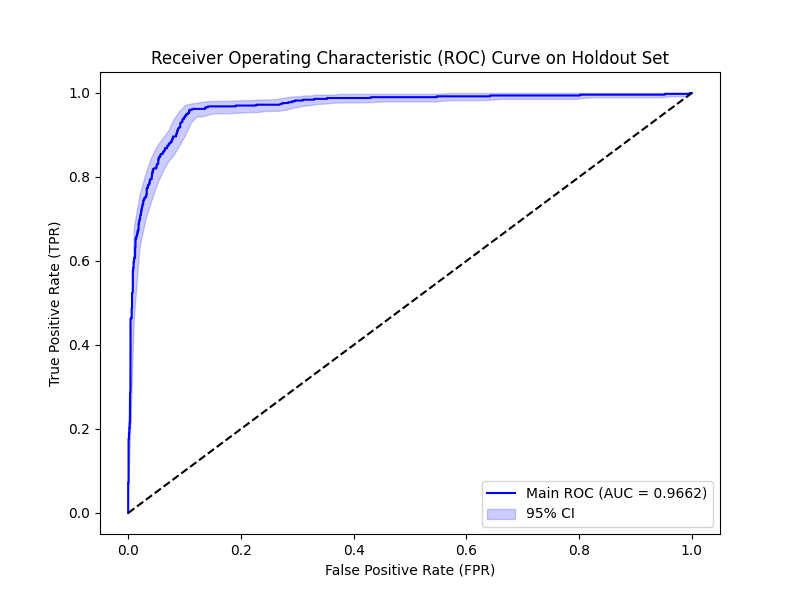 Receiver Operating Characteristic (ROC) Curve on Holdout Set
True Positive Rate (TPR)
1.0
0.8
0.6
0.4
0.2
0.0
Main ROC (AUC = 0.9662)
95% CI
0.0 0.2 0.4 0.6 0.8 1.0
False Positive Rate (FPR)